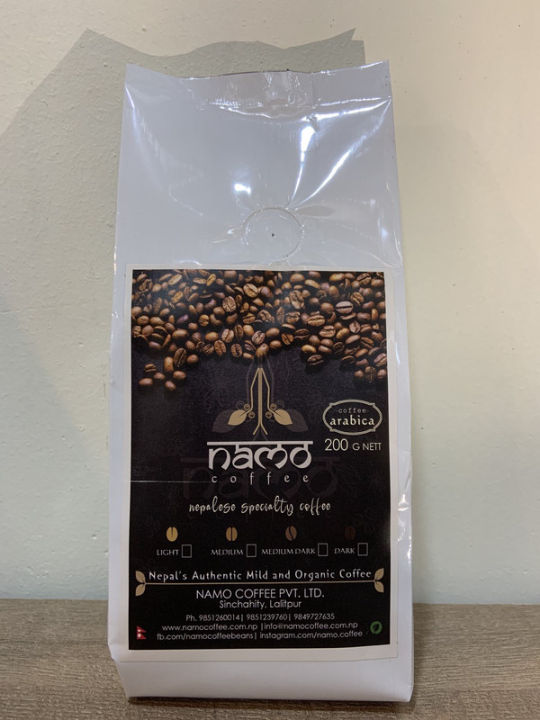 coffee
arabica
200 G NETT
namo
coffee
nepalese specialty coffee
LIGHT MEDIUM MEDIUM DARK DARK
Nepal's Authentic Mild and Organic Coffee
NAMO COFFEE PVT. LTD.
Sinchahity, Lalitpur
Ph. 9851260014| 9851239760| 9849727635
www.namocoffee.com.np |info@namocoffee.com.np
fb.com/namocoffeebeans| instagram.com/namo.coffee